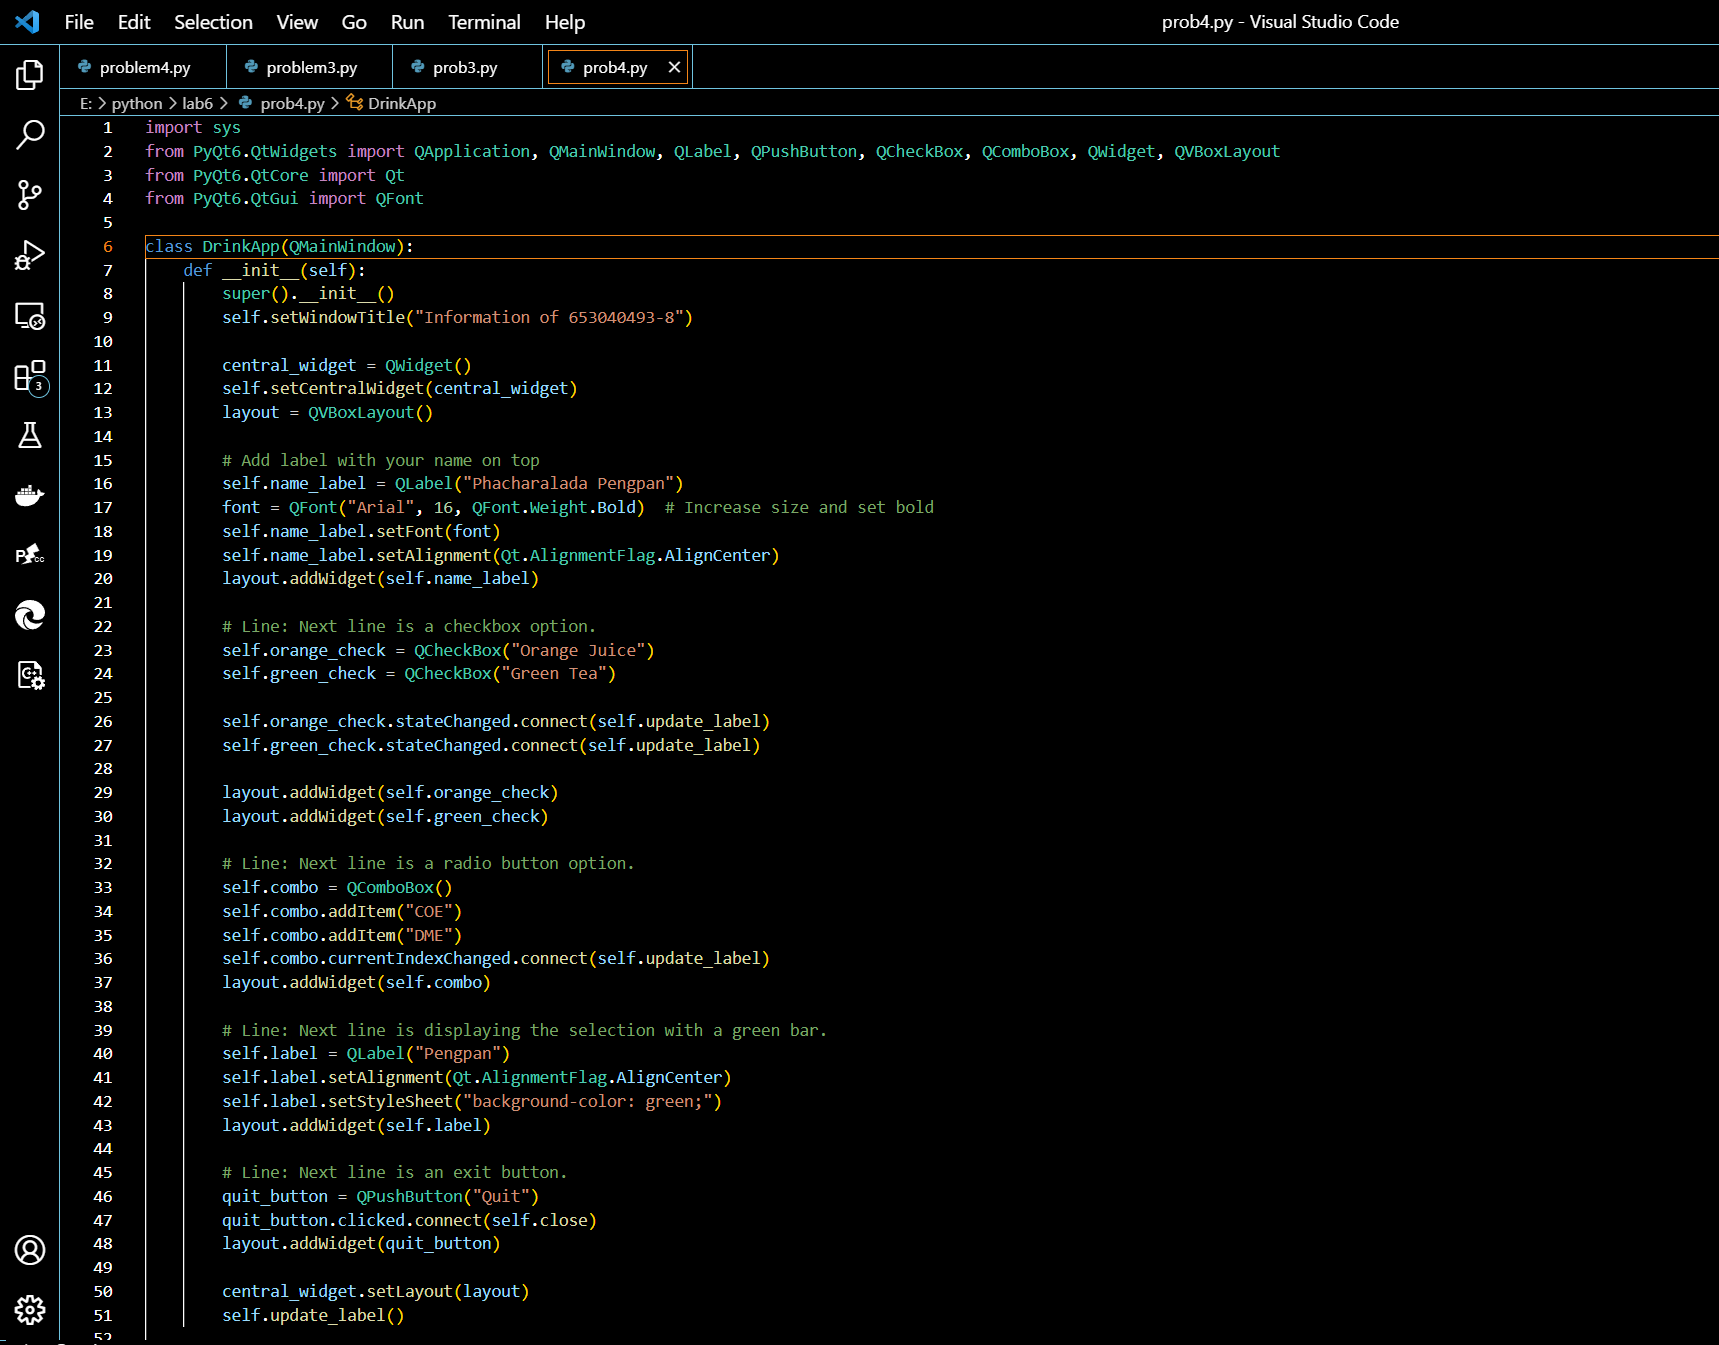 File Edit Selection View Go Run Terminal Help prob4.py - Visual Studio Code
problem4.py problem3.py prob3.py prob4.py
E: > python > lab6 > prob4.py > DrinkApp
1 import sys
2 from PyQt6.QtWidgets import QApplication, QMainWindow, QLabel, QPushButton, QCheckBox, QComboBox, QWidget, QVBoxLayout
3 from PyQt6.QtCore import Qt
4 from PyQt6.QtGui import QFont
5
6 class DrinkApp(QMainWindow):
7     def __init__(self):
8         super().__init__()
9         self.setWindowTitle("Information of 653040493-8")
10
11         central_widget = QWidget()
12         self.setCentralWidget(central_widget)
13         layout = QVBoxLayout()
14
15         # Add label with your name on top
16         self.name_label = QLabel("Phacharalada Pengpan")
17         font = QFont("Arial", 16, QFont.Weight.Bold)  # Increase size and set bold
18         self.name_label.setFont(font)
19         self.name_label.setAlignment(Qt.AlignmentFlag.AlignCenter)
20         layout.addWidget(self.name_label)
21
22         # Line: Next line is a checkbox option.
23         self.orange_check = QCheckBox("Orange Juice")
24         self.green_check = QCheckBox("Green Tea")
25
26         self.orange_check.stateChanged.connect(self.update_label)
27         self.green_check.stateChanged.connect(self.update_label)
28
29         layout.addWidget(self.orange_check)
30         layout.addWidget(self.green_check)
31
32         # Line: Next line is a radio button option.
33         self.combo = QComboBox()
34         self.combo.addItem("COE")
35         self.combo.addItem("DME")
36         self.combo.currentIndexChanged.connect(self.update_label)
37         layout.addWidget(self.combo)
38
39         # Line: Next line is displaying the selection with a green bar.
40         self.label = QLabel("Pengpan")
41         self.label.setAlignment(Qt.AlignmentFlag.AlignCenter)
42         self.label.setStyleSheet("background-color: green;")
43         layout.addWidget(self.label)
44
45         # Line: Next line is an exit button.
46         quit_button = QPushButton("Quit")
47         quit_button.clicked.connect(self.close)
48         layout.addWidget(quit_button)
49
50         central_widget.setLayout(layout)
51         self.update_label()
52
3